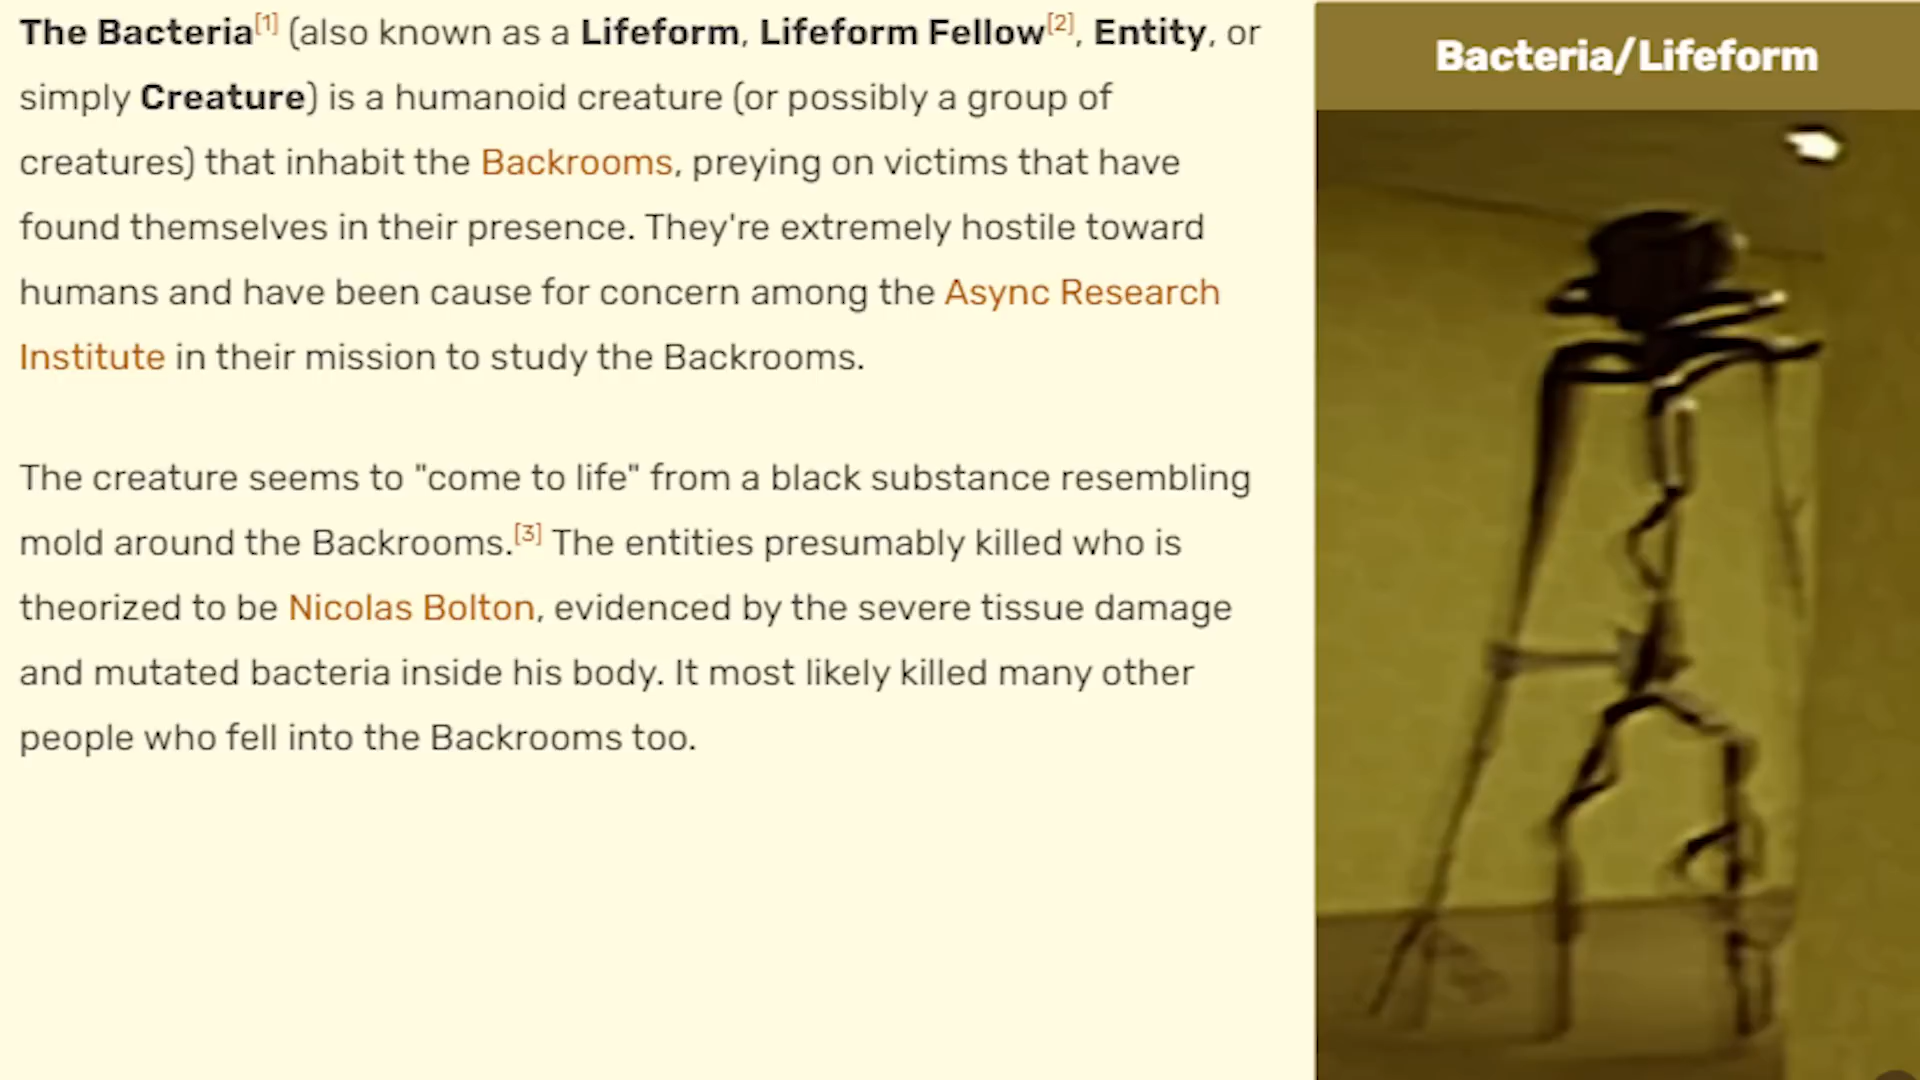 The Bacteria[1] (also known as a Lifeform, Lifeform Fellow[2], Entity, or
simply Creature) is a humanoid creature (or possibly a group of
creatures) that inhabit the Backrooms, preying on victims that have
found themselves in their presence. They're extremely hostile toward
humans and have been cause for concern among the Async Research
Institute in their mission to study the Backrooms.
The creature seems to "come to life" from a black substance resembling
mold around the Backrooms.[3] The entities presumably killed who is
theorized to be Nicolas Bolton, evidenced by the severe tissue damage
and mutated bacteria inside his body. It most likely killed many other
people who fell into the Backrooms too.
Bacteria/Lifeform